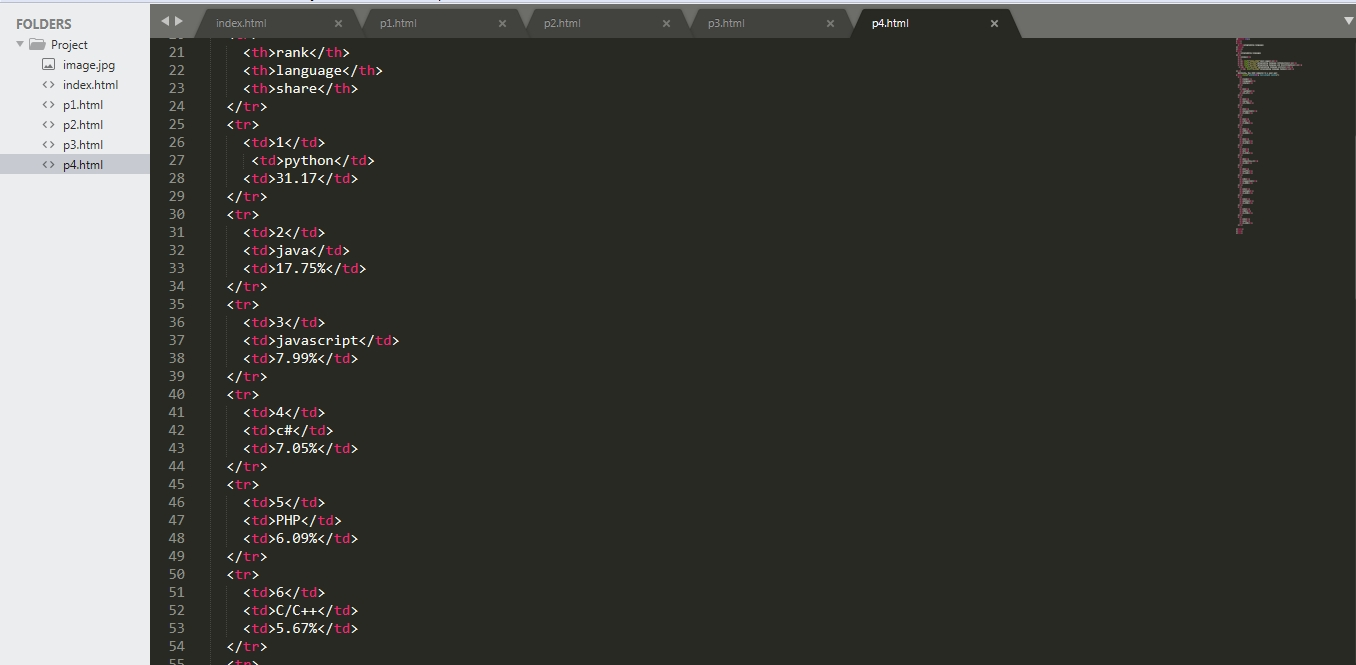 FOLDERS
Project
image.jpg
index.html
p1.html
p2.html
p3.html
p4.html
index.html × p1.html × p2.html × p3.html × p4.html ×
21 <th>rank</th>
22 <th>language</th>
23 <th>share</th>
24 </tr>
25 <tr>
26 <td>1</td>
27 <td>python</td>
28 <td>31.17</td>
29 </tr>
30 <tr>
31 <td>2</td>
32 <td>java</td>
33 <td>17.75%</td>
34 </tr>
35 <tr>
36 <td>3</td>
37 <td>javascript</td>
38 <td>7.99%</td>
39 </tr>
40 <tr>
41 <td>4</td>
42 <td>c#</td>
43 <td>7.05%</td>
44 </tr>
45 <tr>
46 <td>5</td>
47 <td>PHP</td>
48 <td>6.09%</td>
49 </tr>
50 <tr>
51 <td>6</td>
52 <td>C/C++</td>
53 <td>5.67%</td>
54 </tr>
55 <tr>